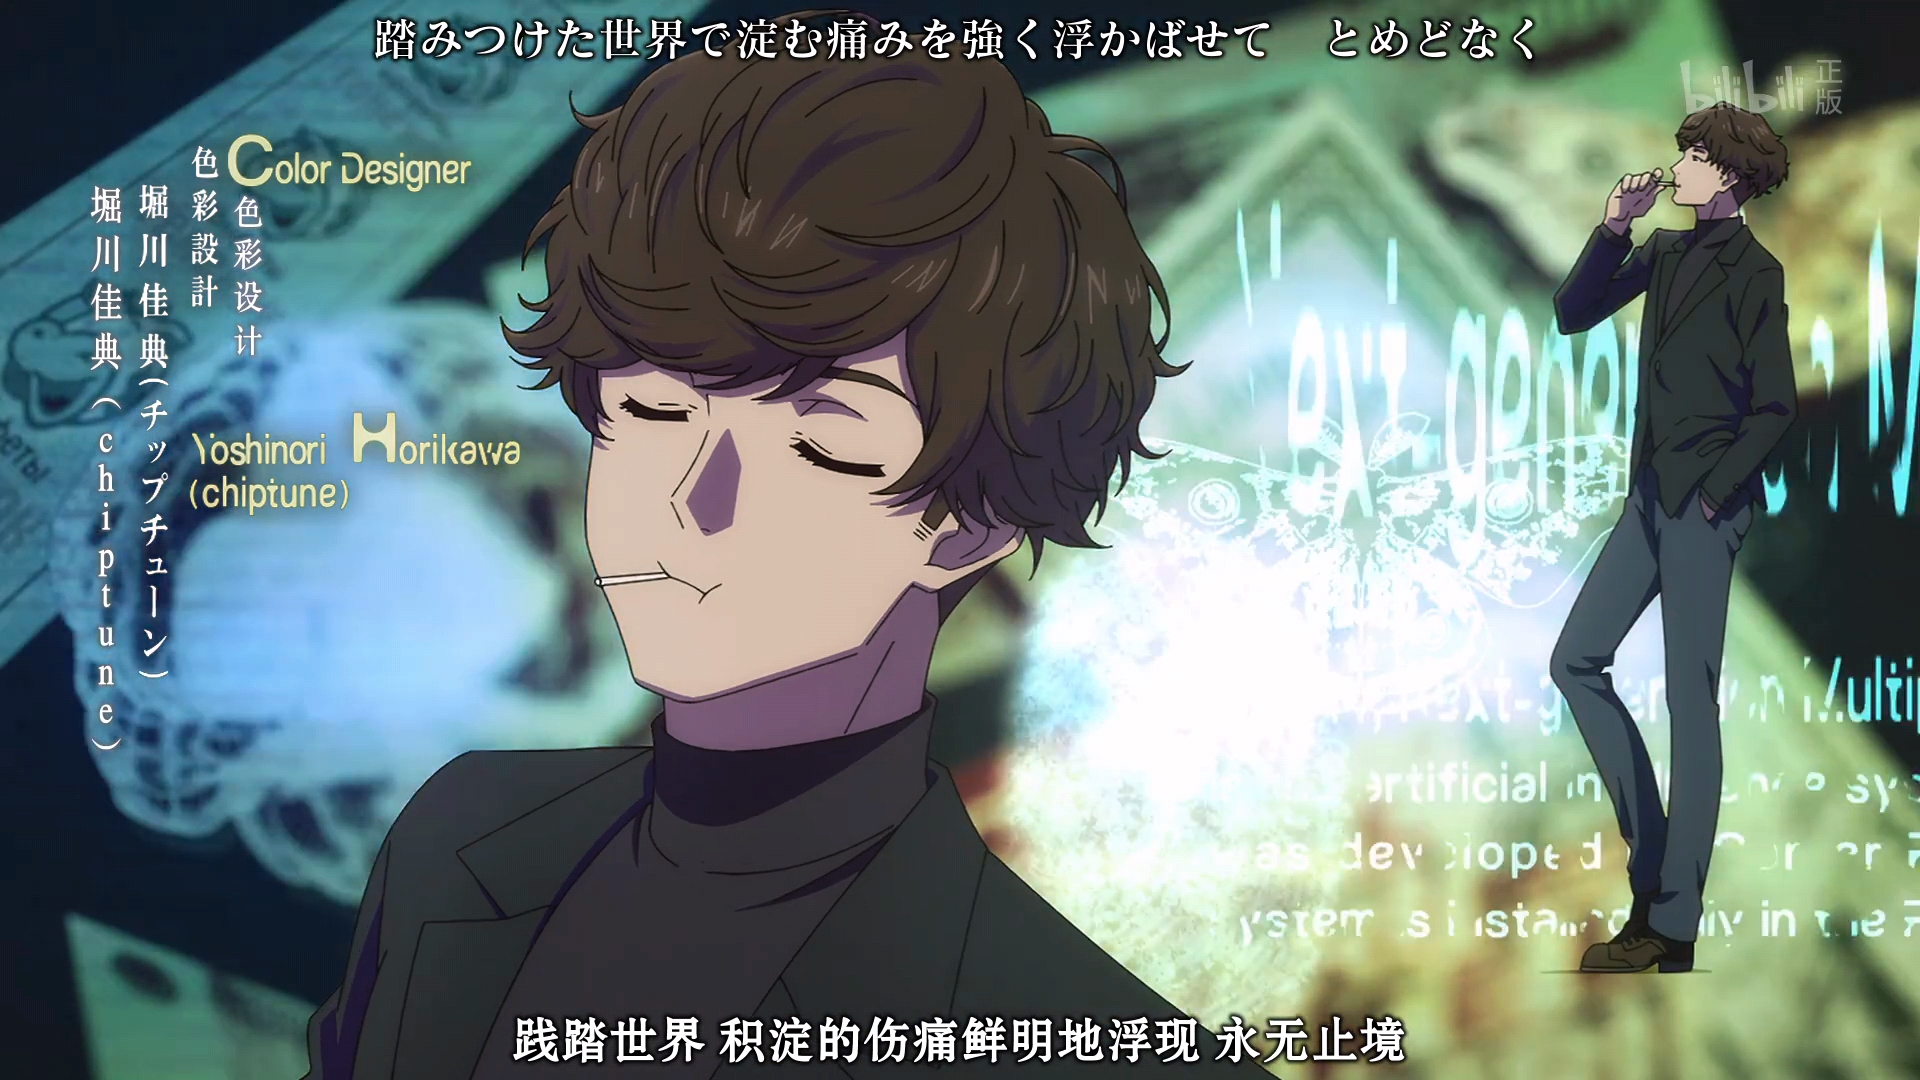 踏みつけた世界で淀む痛みを強く浮かばせて　とめどなく
bilibili 正版
Color Designer
色彩設計
色彩设计
Yoshinori Horikawa
(chiptune)
堀川佳典(チップチューン)
堀川佳典(chiptune)
artificial in
developed
践踏世界 积淀的伤痛鲜明地浮现 永无止境